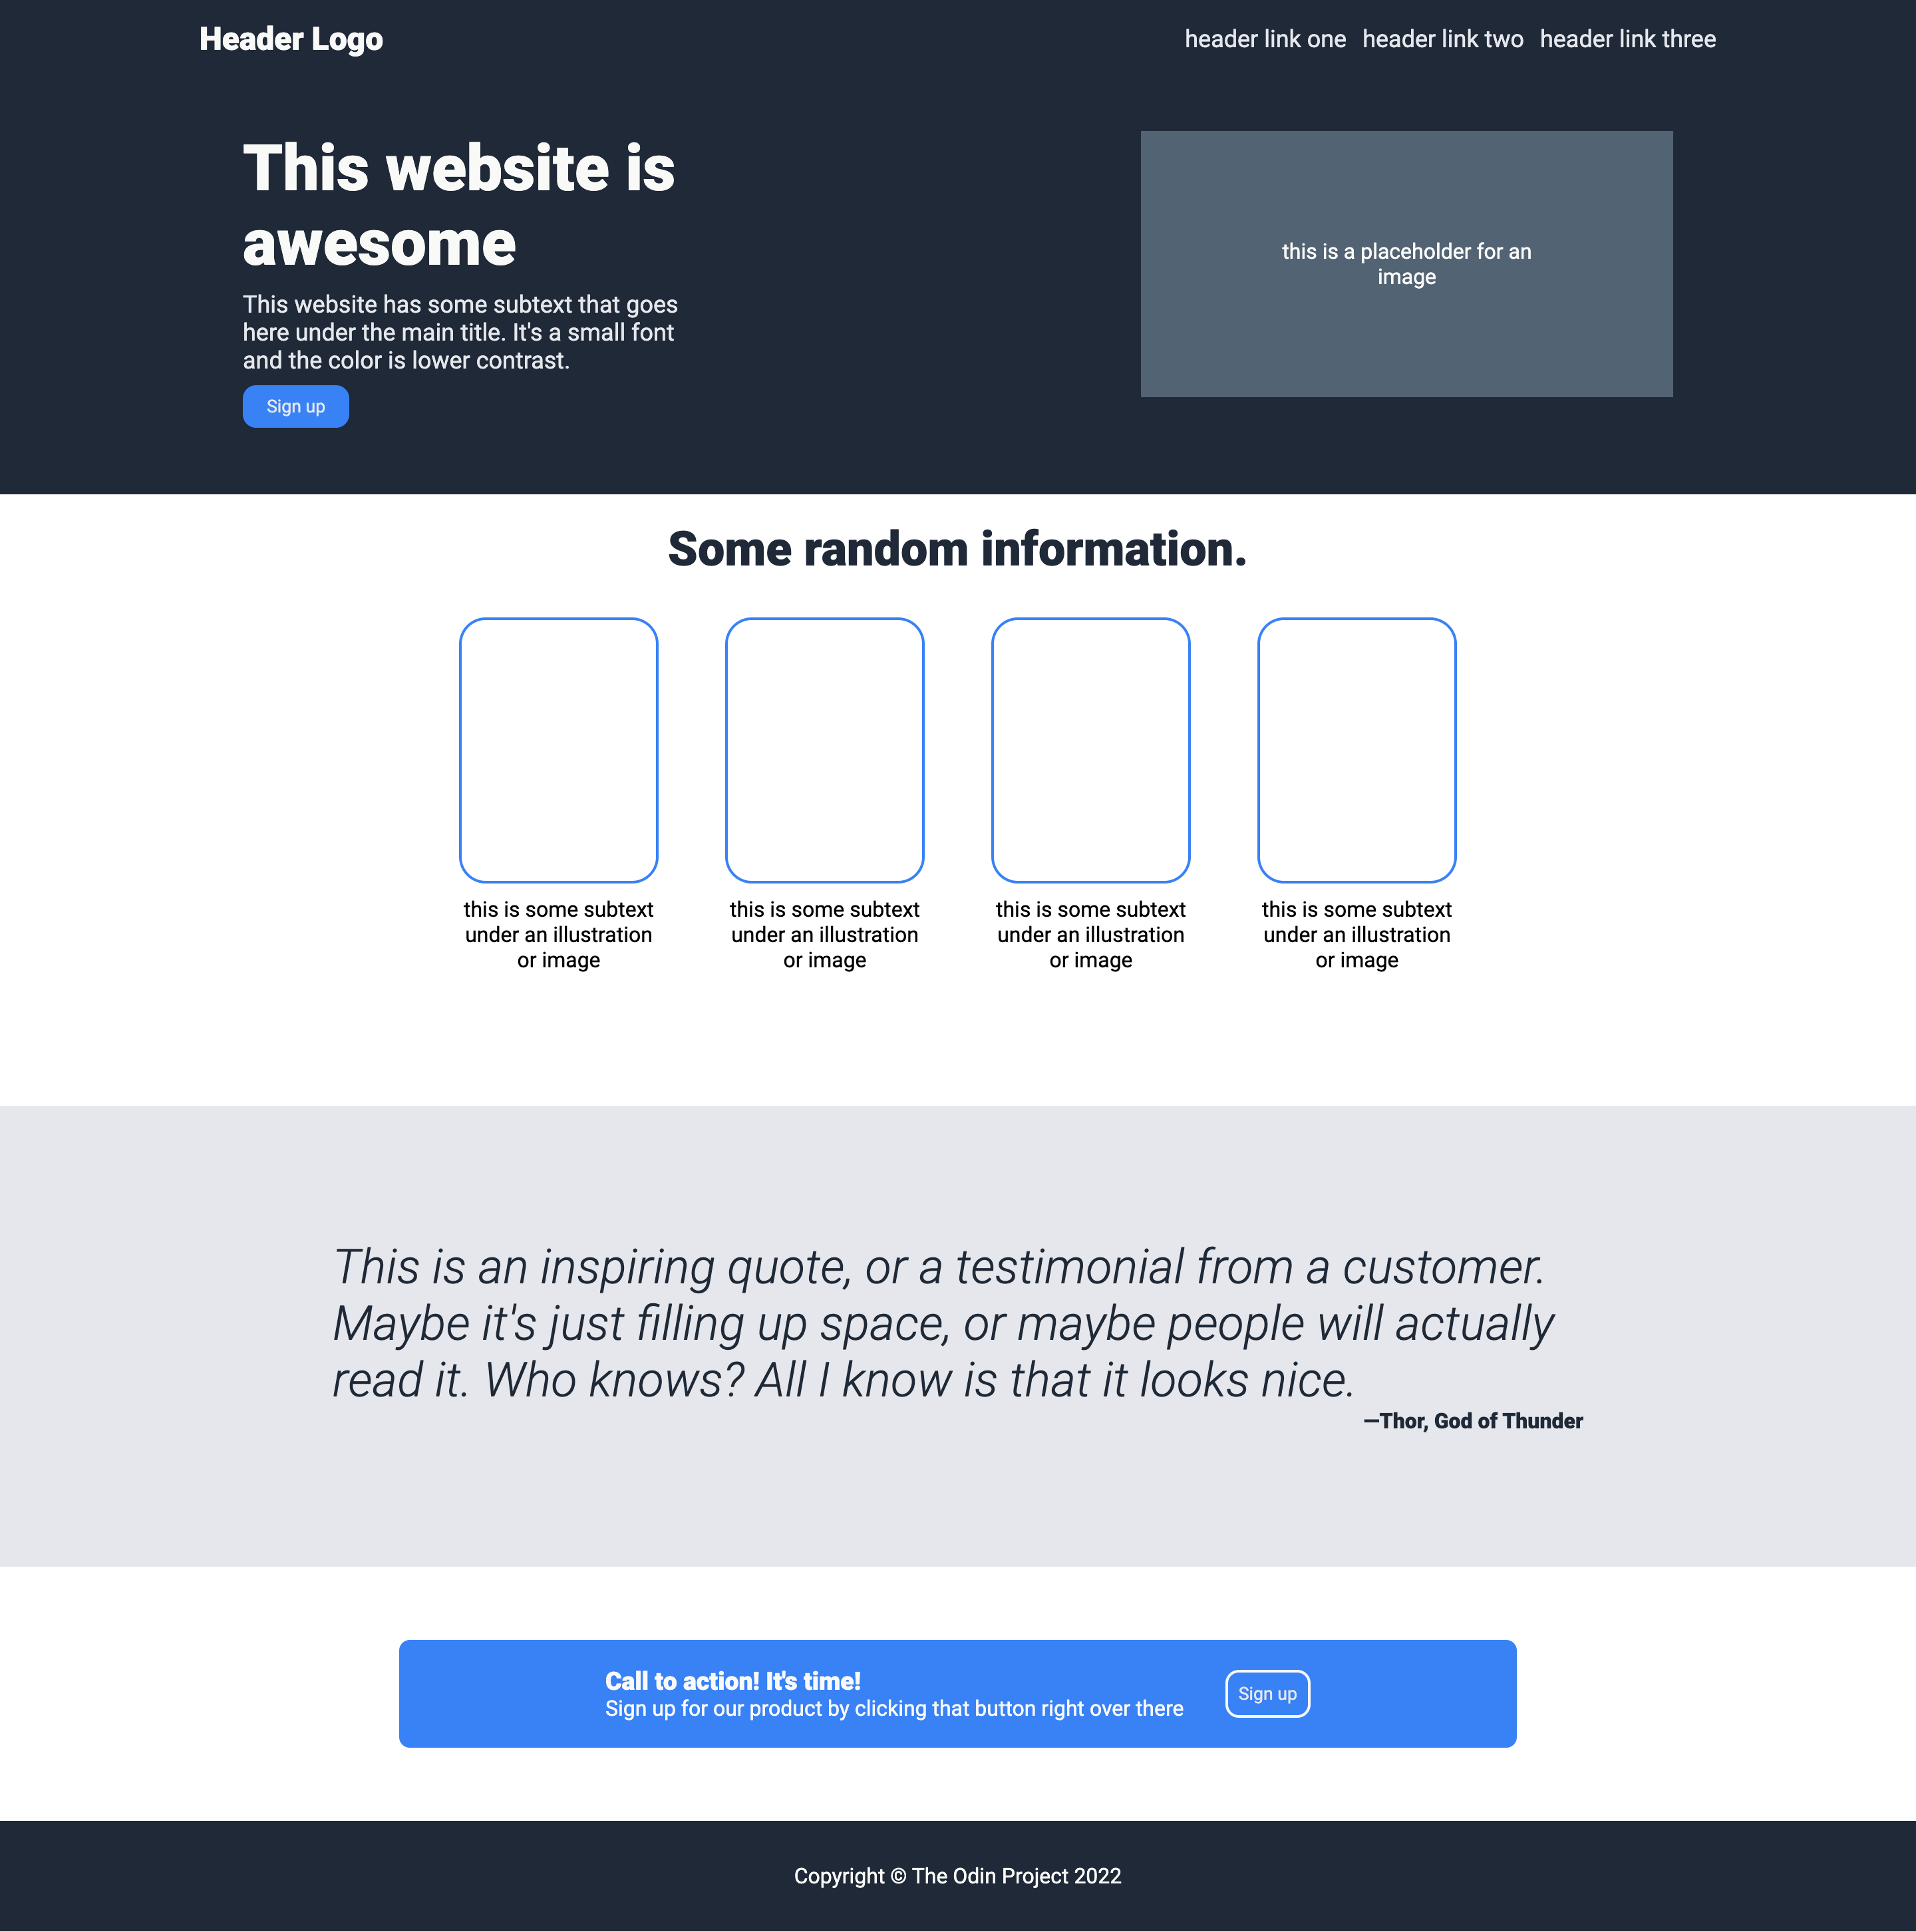 Header Logo
header link one header link two header link three
This website is
awesome
This website has some subtext that goes
here under the main title. It's a small font
and the color is lower contrast.
Sign up
this is a placeholder for an
image
Some random information.
this is some subtext
under an illustration
or image
this is some subtext
under an illustration
or image
this is some subtext
under an illustration
or image
this is some subtext
under an illustration
or image
This is an inspiring quote, or a testimonial from a customer.
Maybe it's just filling up space, or maybe people will actually
read it. Who knows? All I know is that it looks nice.
—Thor, God of Thunder
Call to action! It's time!
Sign up for our product by clicking that button right over there
Sign up
Copyright © The Odin Project 2022